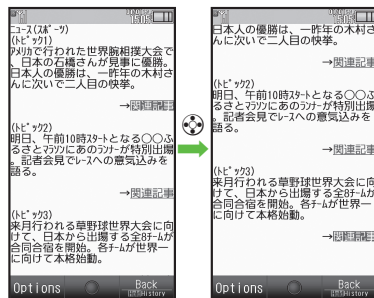 ニュース(スポーツ)
(トピック1)
アメリカで行われた世界腕相撲大会で
、日本の石橋さんが見事に優勝。
日本人の優勝は、一昨年の木村さ
んに次いで二人目の快挙。
→関連記事
(トピック2)
明日、午前10時スタートとなる○○ふ
るさとマラソンにあのランナーが特別出場
。記者会見でレースへの意気込みを
語る。
→関連記事
(トピック3)
来月行われる草野球世界大会に向
けて、日本から出場する全8チームが
合同合宿を開始。各チームが世界一
に向けて本格始動。
Options
Back
History
日本人の優勝は、一昨年の木村さ
んに次いで二人目の快挙。
→関連記事
(トピック2)
明日、午前10時スタートとなる○○ふ
るさとマラソンにあのランナーが特別出場
。記者会見でレースへの意気込みを
語る。
→関連記事
(トピック3)
来月行われる草野球世界大会に向
けて、日本から出場する全8チームが
合同合宿を開始。各チームが世界一
に向けて本格始動。
→関連記事
Options
Back
History